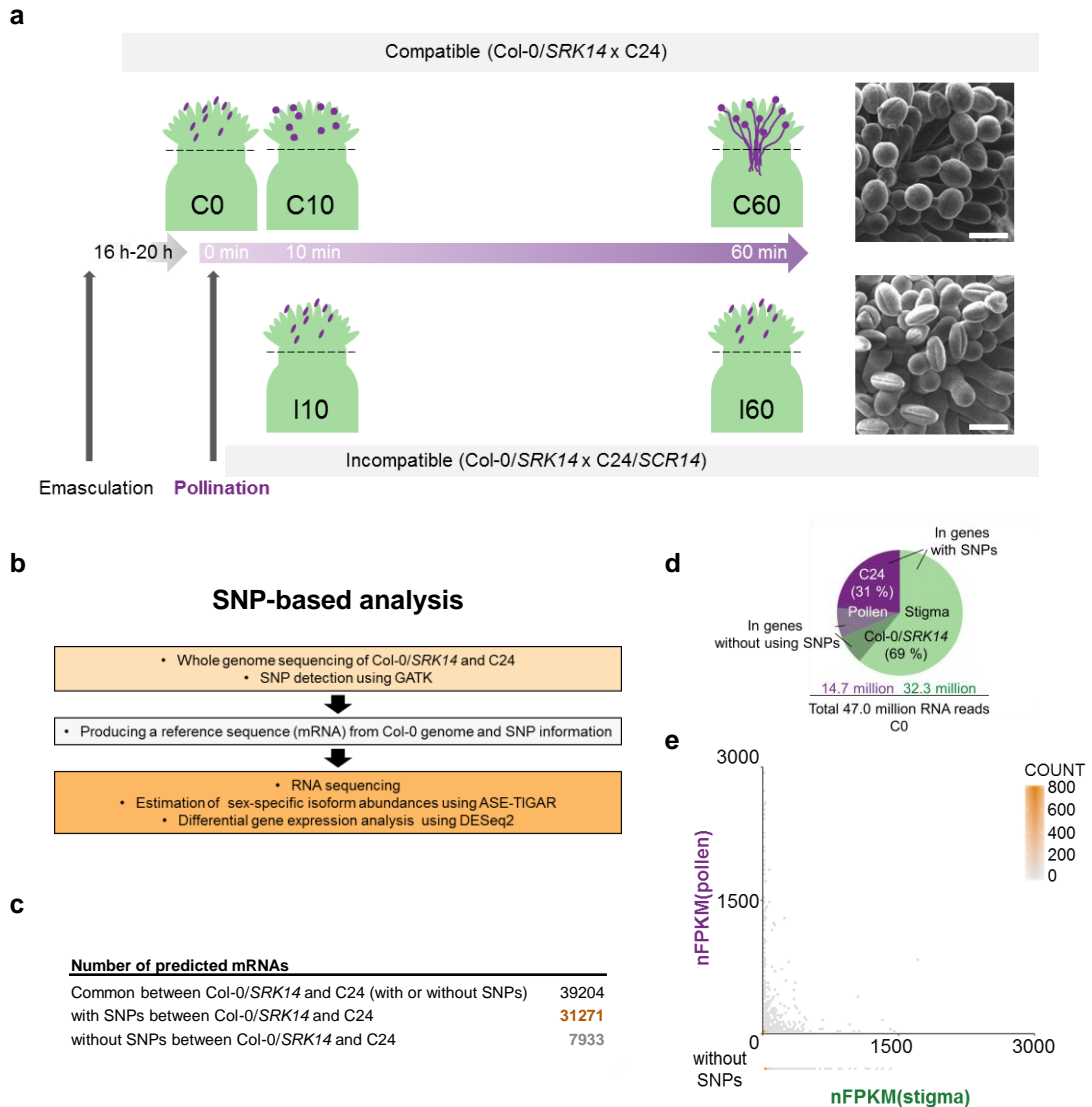 a
Compatible (Col-0/SRK14 x C24)
C0
C10
C60
16 h-20 h
0 min
10 min
60 min
I10
I60
Incompatible (Col-0/SRK14 x C24/SCR14)
Emasculation
Pollination
b
SNP-based analysis
• Whole genome sequencing of Col-0/SRK14 and C24
• SNP detection using GATK
• Producing a reference sequence (mRNA) from Col-0 genome and SNP information
• RNA sequencing
• Estimation of sex-specific isoform abundances using ASE-TIGAR
• Differential gene expression analysis using DESeq2
c
Number of predicted mRNAs
Common between Col-0/SRK14 and C24 (with or without SNPs) 39204
with SNPs between Col-0/SRK14 and C24 31271
without SNPs between Col-0/SRK14 and C24 7933
d
In genes
with SNPs
C24
(31 %)
Pollen
Stigma
In genes
without using SNPs
Col-0/SRK14
(69 %)
14.7 million 32.3 million
Total 47.0 million RNA reads
C0
e
3000
1500
0
1500
3000
nFPKM(pollen)
without
SNPs
nFPKM(stigma)
COUNT
800
600
400
200
0